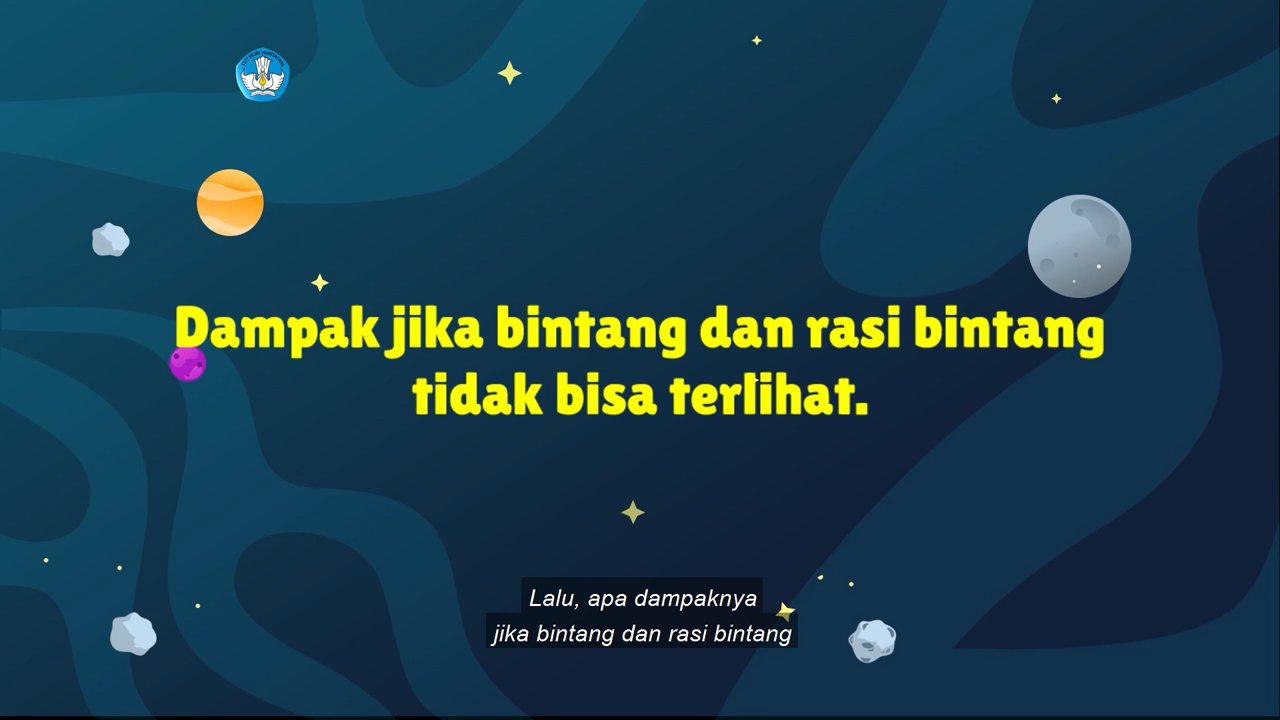 Dampak jika bintang dan rasi bintang
tidak bisa terlihat.
Lalu, apa dampaknya
jika bintang dan rasi bintang